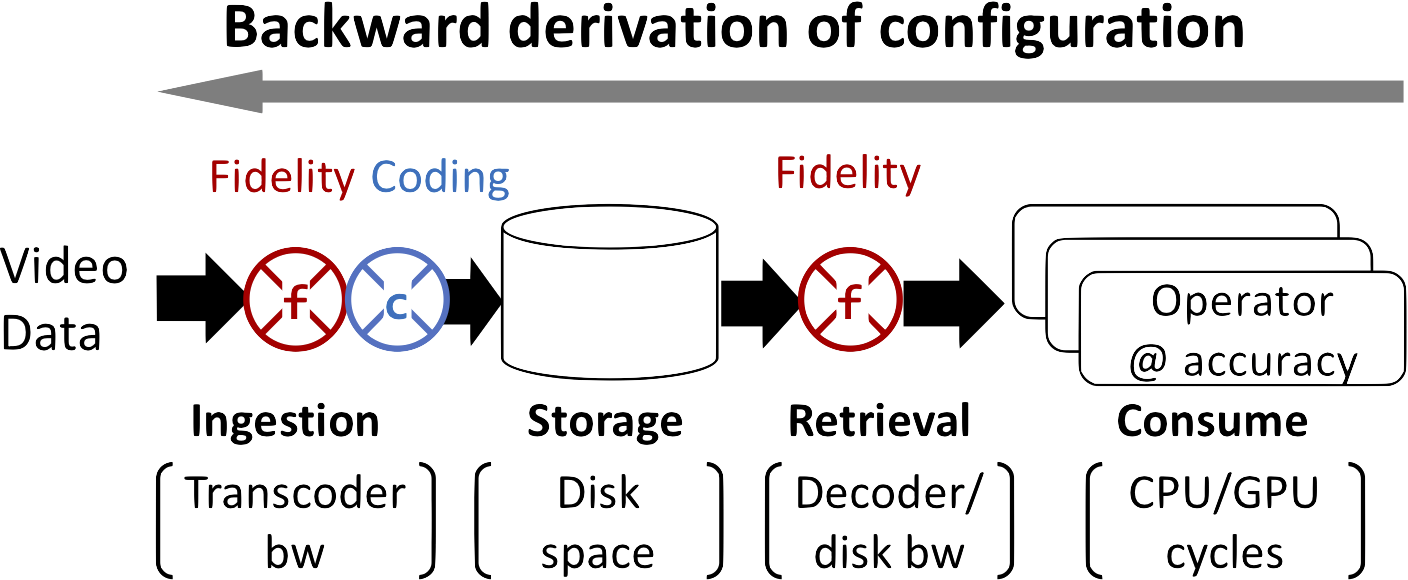 Backward derivation of configuration
Fidelity Coding
Fidelity
Video
Data
f
c
f
Operator
@ accuracy
Ingestion
Storage
Retrieval
Consume
Transcoder
bw
Disk
space
Decoder/
disk bw
CPU/GPU
cycles